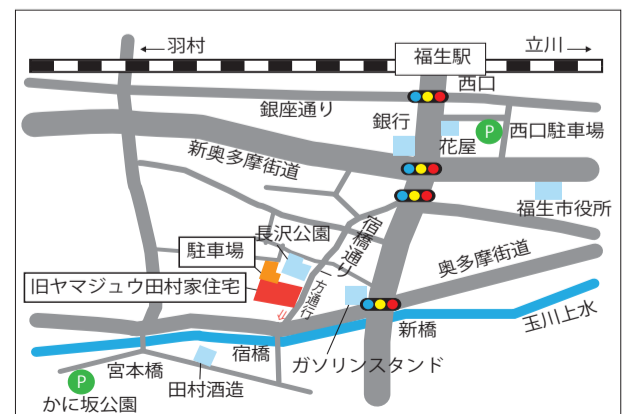 ←羽村
福生駅
立川→
西口
銀座通り
銀行
花屋
P
西口駐車場
新奥多摩街道
福生市役所
宿橋通り
長沢公園
駐車場
一方通行
⇓
奥多摩街道
旧ヤマジュウ田村家住宅
玉川上水
新橋
宿橋
ガソリンスタンド
宮本橋
田村酒造
P
かに坂公園